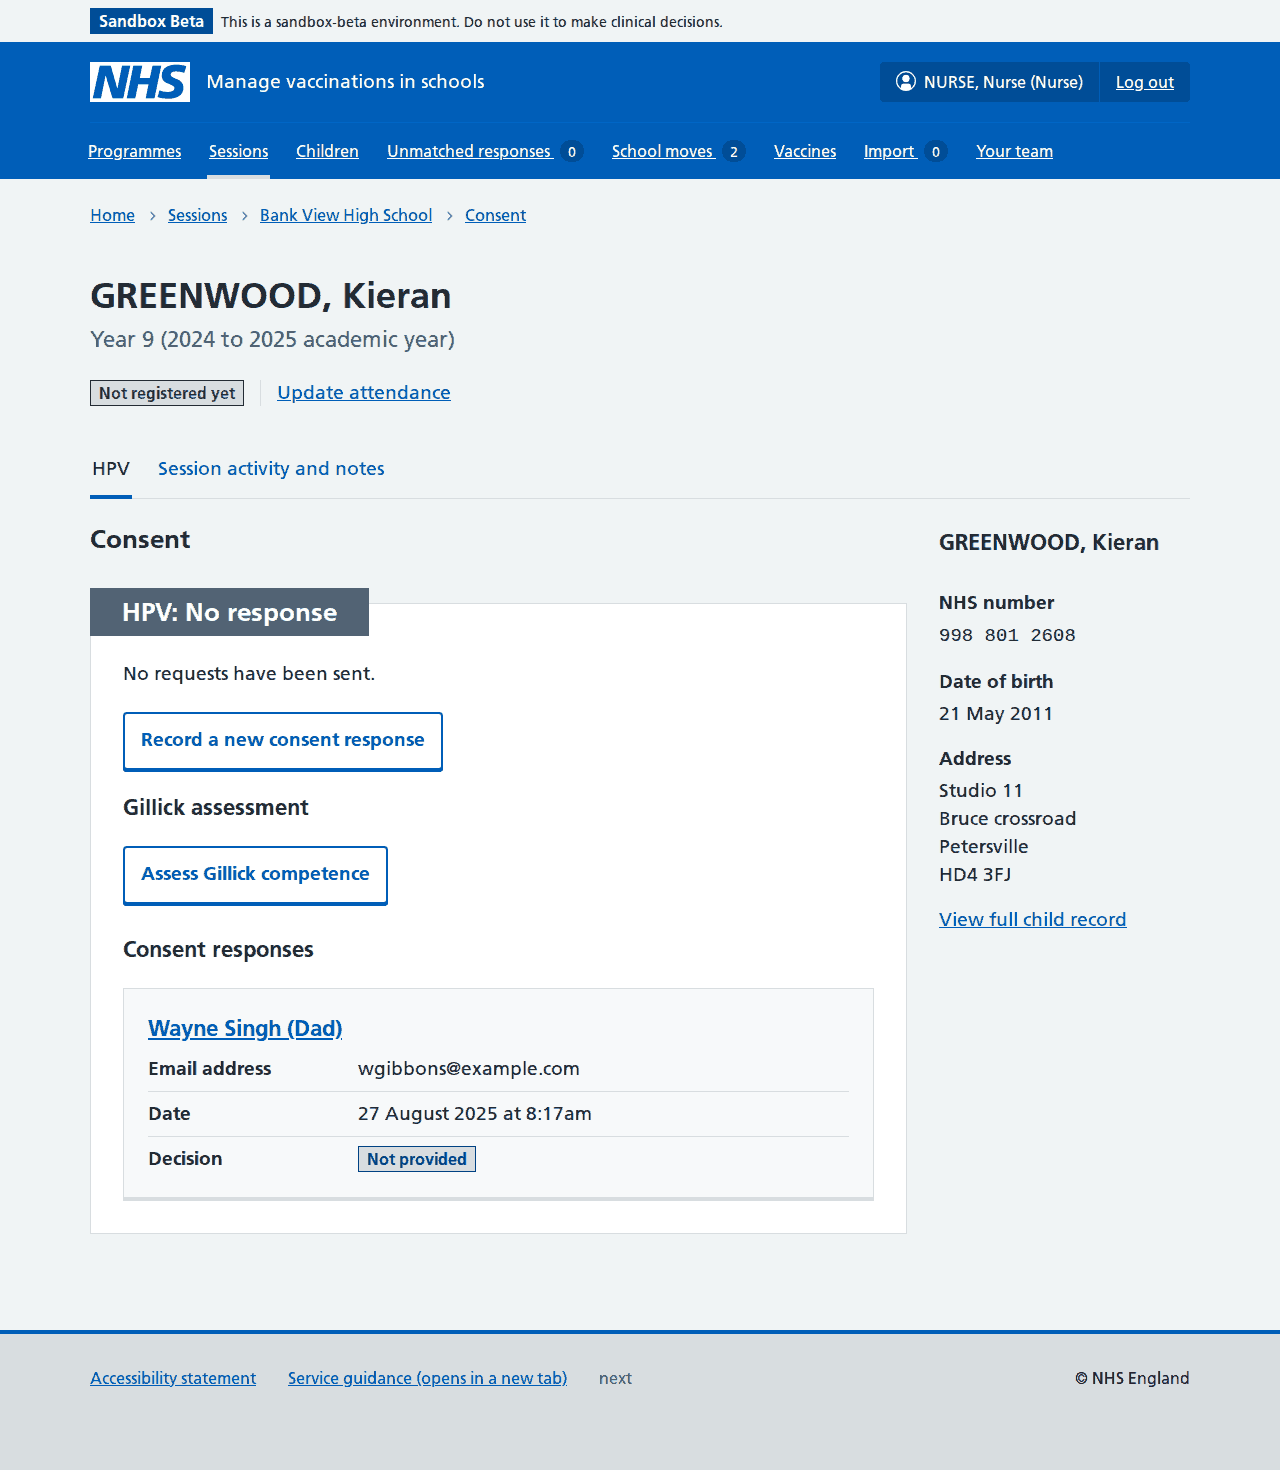 Sandbox Beta This is a sandbox-beta environment. Do not use it to make clinical decisions.
NHS Manage vaccinations in schools NURSE, Nurse (Nurse) Log out
Programmes Sessions Children Unmatched responses 0 School moves 2 Vaccines Import 0 Your team
Home Sessions Bank View High School Consent
GREENWOOD, Kieran
Year 9 (2024 to 2025 academic year)
Not registered yet Update attendance
HPV Session activity and notes
Consent
HPV: No response
No requests have been sent.
Record a new consent response
Gillick assessment
Assess Gillick competence
Consent responses
Wayne Singh (Dad)
Email address wgibbons@example.com
Date 27 August 2025 at 8:17am
Decision Not provided
GREENWOOD, Kieran
NHS number
998 801 2608
Date of birth
21 May 2011
Address
Studio 11
Bruce crossroad
Petersville
HD4 3FJ
View full child record
Accessibility statement Service guidance (opens in a new tab) next © NHS England